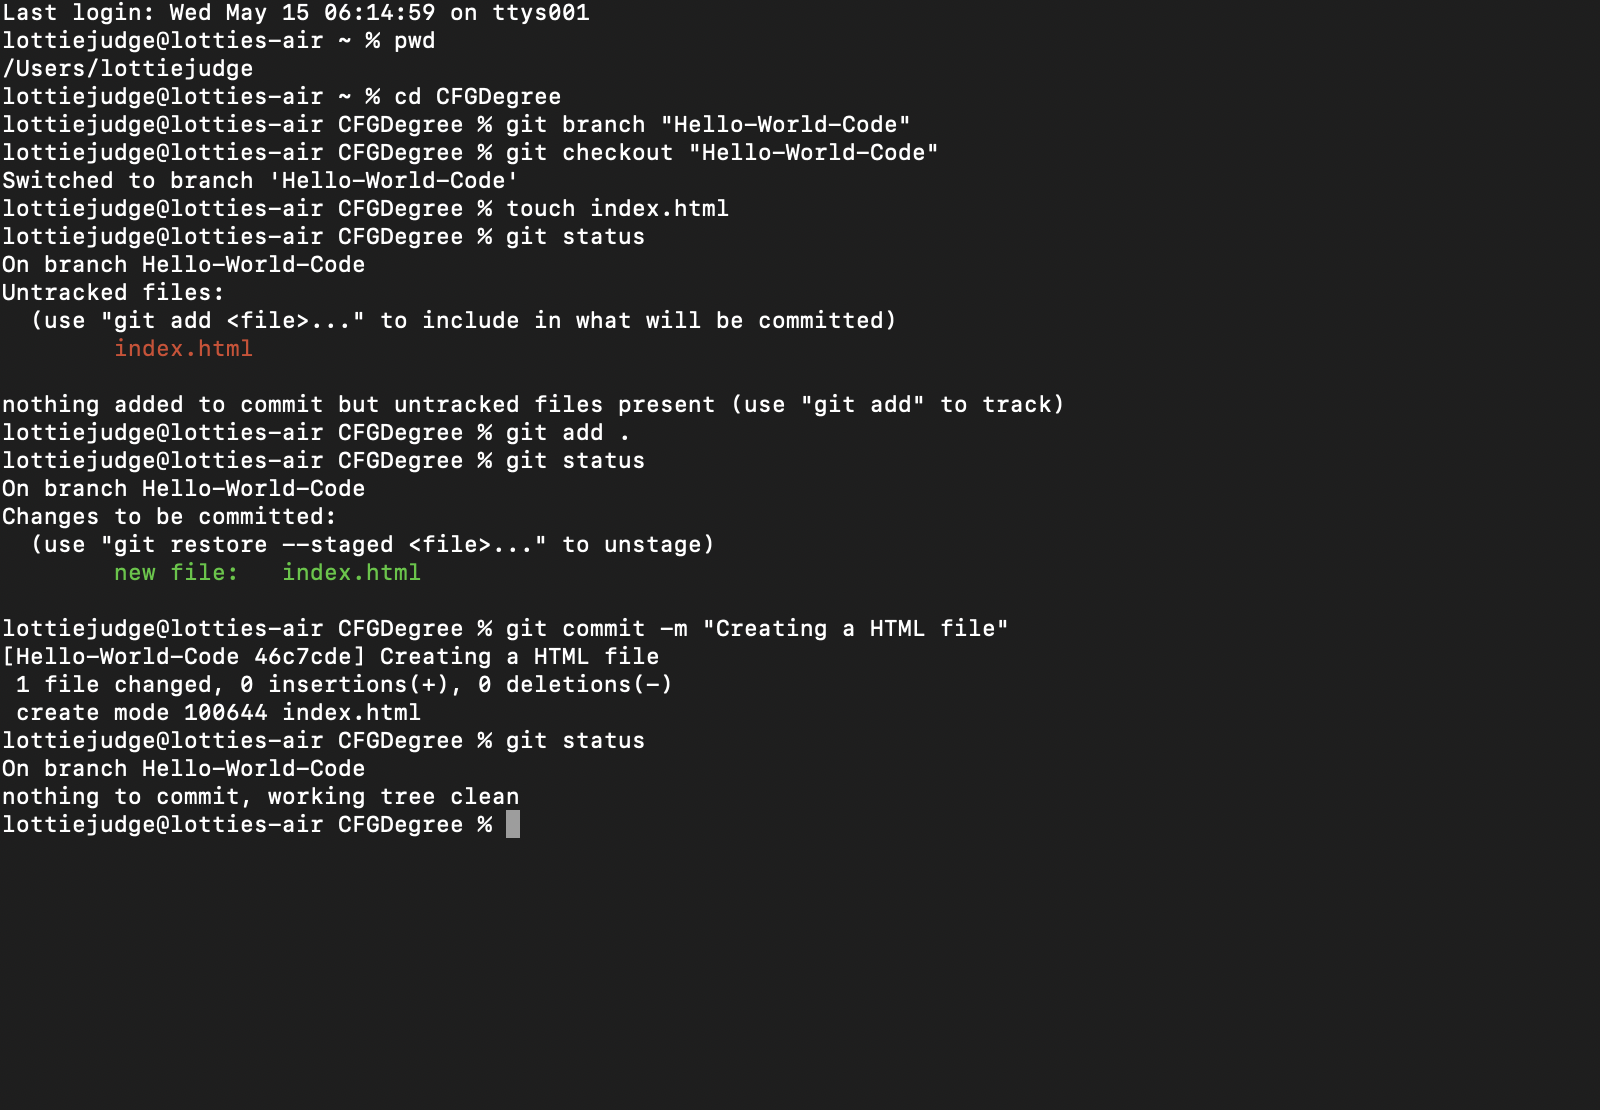 Last login: Wed May 15 06:14:59 on ttys001
lottiejudge@lotties-air ~ % pwd
/Users/lottiejudge
lottiejudge@lotties-air ~ % cd CFGDegree
lottiejudge@lotties-air CFGDegree % git branch "Hello-World-Code"
lottiejudge@lotties-air CFGDegree % git checkout "Hello-World-Code"
Switched to branch 'Hello-World-Code'
lottiejudge@lotties-air CFGDegree % touch index.html
lottiejudge@lotties-air CFGDegree % git status
On branch Hello-World-Code
Untracked files:
  (use "git add <file>..." to include in what will be committed)
        index.html

nothing added to commit but untracked files present (use "git add" to track)
lottiejudge@lotties-air CFGDegree % git add .
lottiejudge@lotties-air CFGDegree % git status
On branch Hello-World-Code
Changes to be committed:
  (use "git restore --staged <file>..." to unstage)
        new file:   index.html

lottiejudge@lotties-air CFGDegree % git commit -m "Creating a HTML file"
[Hello-World-Code 46c7cde] Creating a HTML file
 1 file changed, 0 insertions(+), 0 deletions(-)
 create mode 100644 index.html
lottiejudge@lotties-air CFGDegree % git status
On branch Hello-World-Code
nothing to commit, working tree clean
lottiejudge@lotties-air CFGDegree %